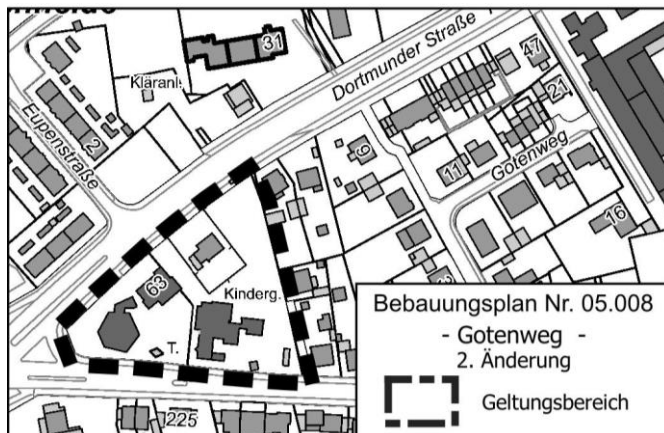 31
Kläranl.
Dortmunder Straße
47
21
Eupenstraße
2
9
11
Gotenweg
16
63
Kinderg.
T.
225
Bebauungsplan Nr. 05.008
- Gotenweg -
2. Änderung
Geltungsbereich